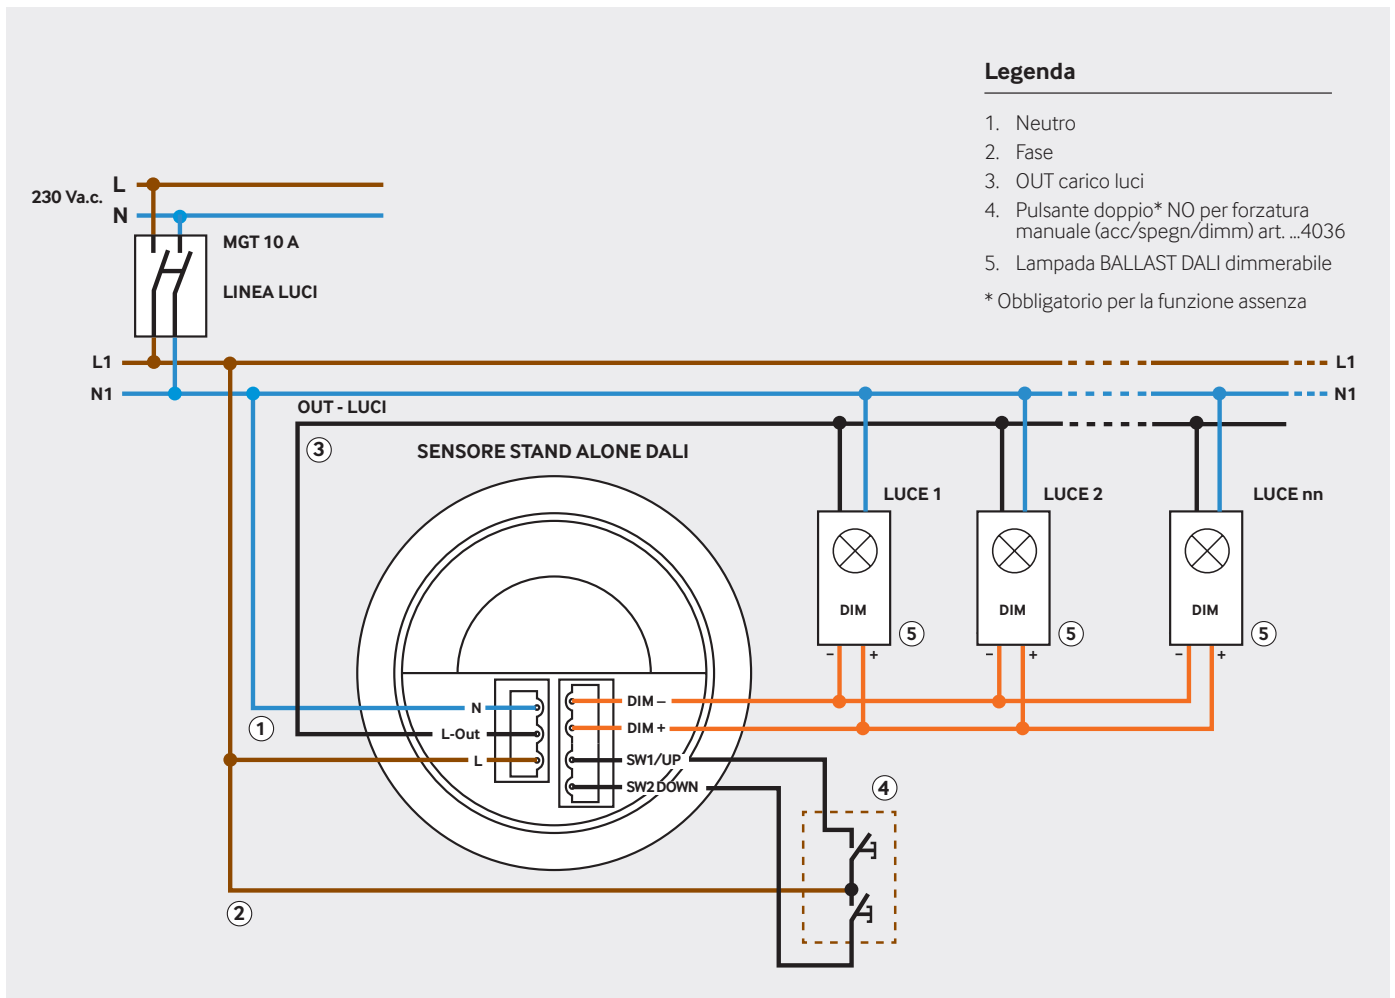 Legenda
1. Neutro
2. Fase
3. OUT carico luci
4. Pulsante doppio* NO per forzatura
manuale (acc/spegn/dimm) art. ...4036
5. Lampada BALLAST DALI dimmerabile
* Obbligatorio per la funzione assenza
230 Va.c.
L
N
MGT 10 A
LINEA LUCI
L1
L1
N1
N1
OUT - LUCI
3
SENSORE STAND ALONE DALI
LUCE 1
LUCE 2
LUCE nn
DIM
DIM
DIM
5
5
5
– +
– +
– +
N
DIM –
1
L-Out
DIM +
L
SW1/UP
SW2 DOWN
4
2